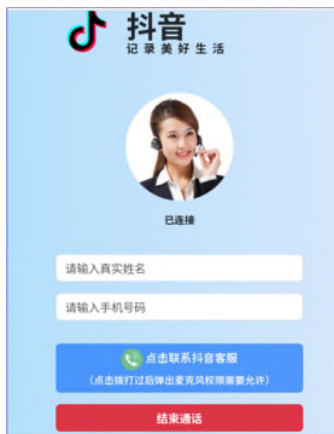 抖音
记录美好生活
已连接
请输入真实姓名
请输入手机号码
点击联系抖音客服
（点击拨打过后弹出麦克风权限需要允许）
结束通话